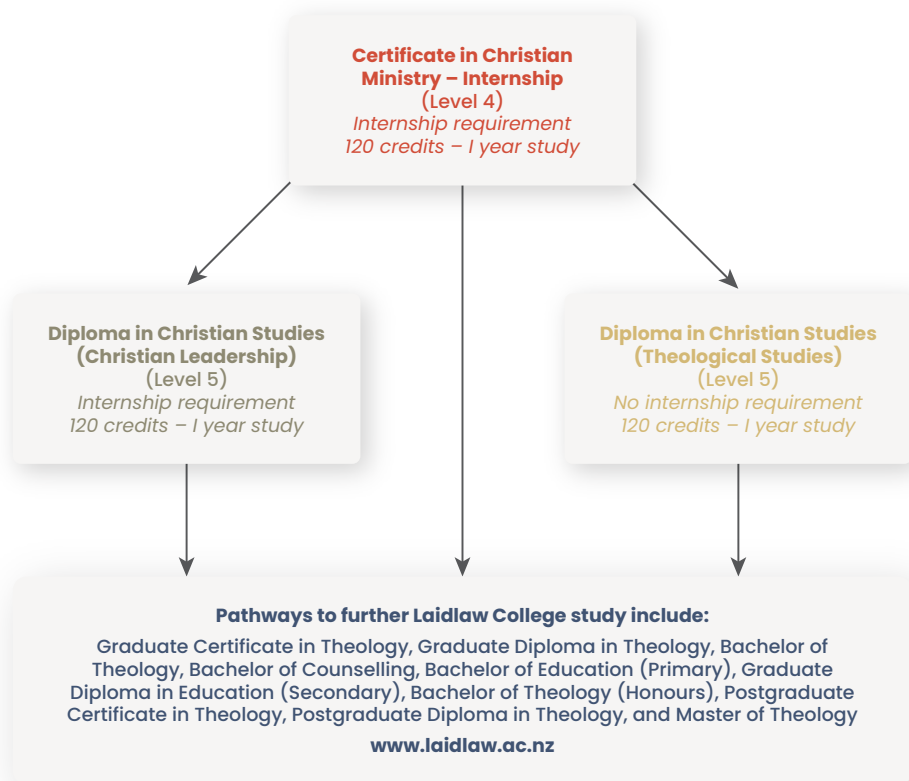 Certificate in Christian
Ministry – Internship
(Level 4)
Internship requirement
120 credits – I year study
Diploma in Christian Studies
(Christian Leadership)
(Level 5)
Internship requirement
120 credits – I year study
Diploma in Christian Studies
(Theological Studies)
(Level 5)
No internship requirement
120 credits – I year study
Pathways to further Laidlaw College study include:
Graduate Certificate in Theology, Graduate Diploma in Theology, Bachelor of
Theology, Bachelor of Counselling, Bachelor of Education (Primary), Graduate
Diploma in Education (Secondary), Bachelor of Theology (Honours), Postgraduate
Certificate in Theology, Postgraduate Diploma in Theology, and Master of Theology
www.laidlaw.ac.nz